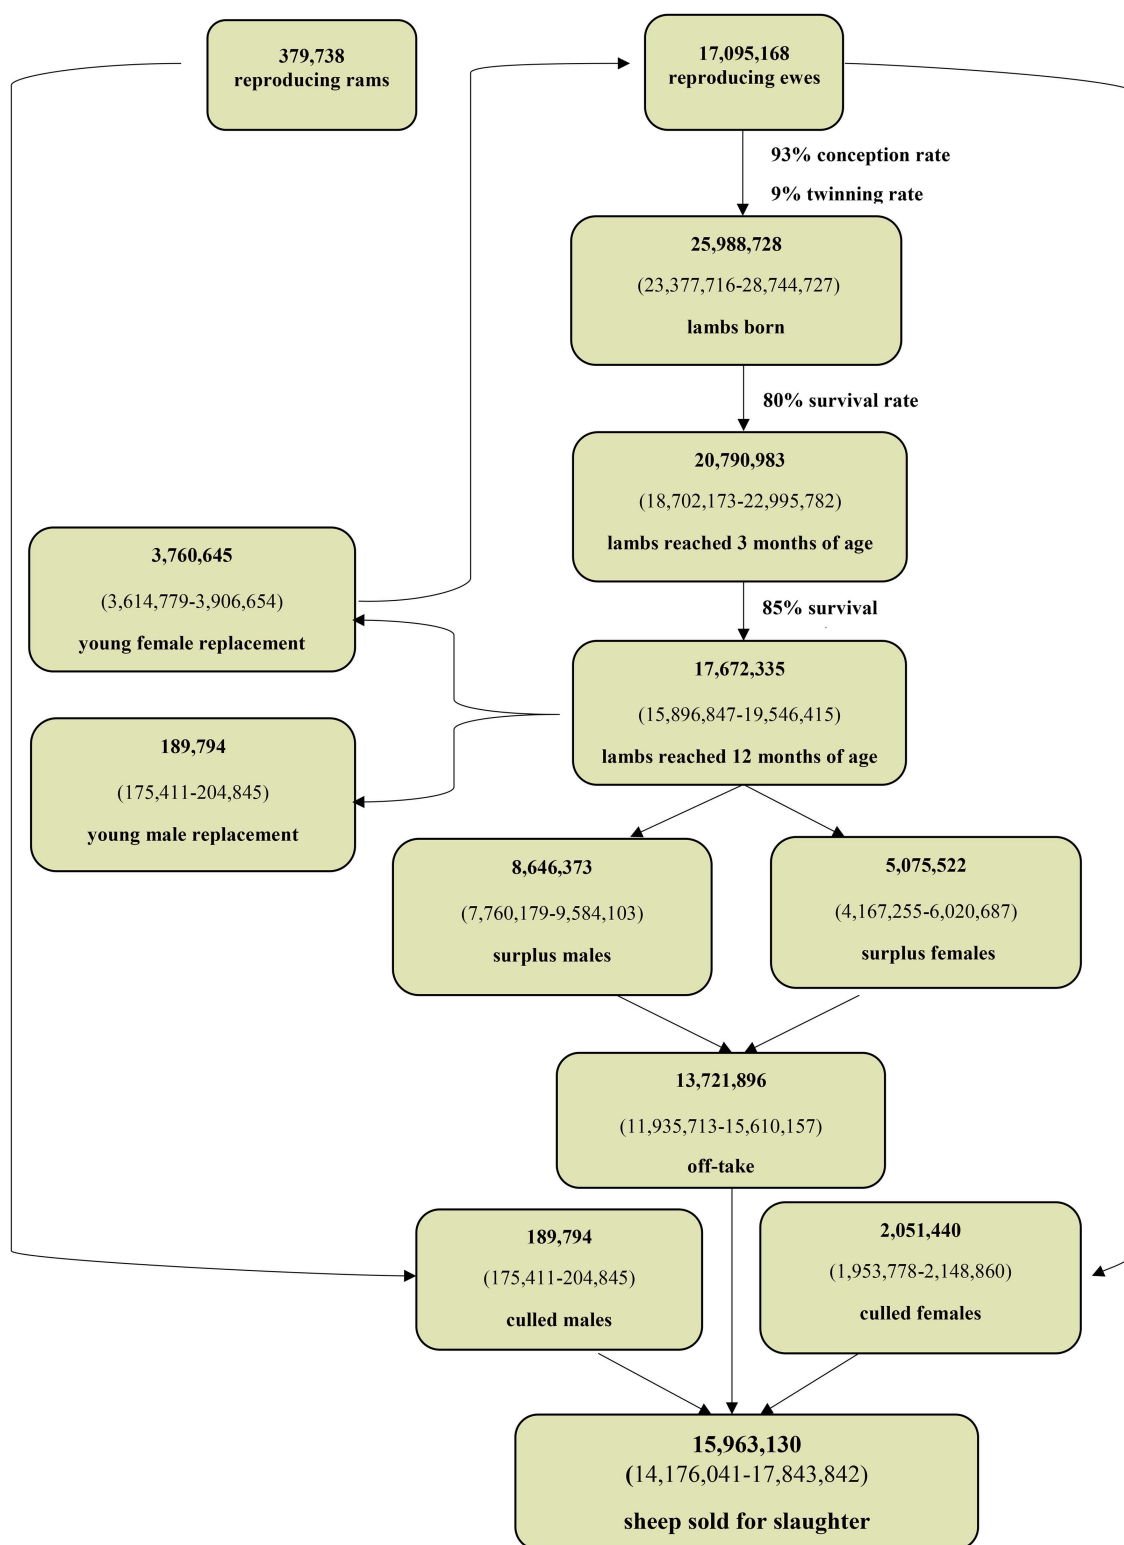 379,738
reproducing rams
17,095,168
reproducing ewes
93% conception rate
9% twinning rate
25,988,728
(23,377,716-28,744,727)
lambs born
80% survival rate
20,790,983
(18,702,173-22,995,782)
lambs reached 3 months of age
3,760,645
(3,614,779-3,906,654)
young female replacement
85% survival
17,672,335
(15,896,847-19,546,415)
lambs reached 12 months of age
189,794
(175,411-204,845)
young male replacement
8,646,373
(7,760,179-9,584,103)
surplus males
5,075,522
(4,167,255-6,020,687)
surplus females
13,721,896
(11,935,713-15,610,157)
off-take
189,794
(175,411-204,845)
culled males
2,051,440
(1,953,778-2,148,860)
culled females
15,963,130
(14,176,041-17,843,842)
sheep sold for slaughter